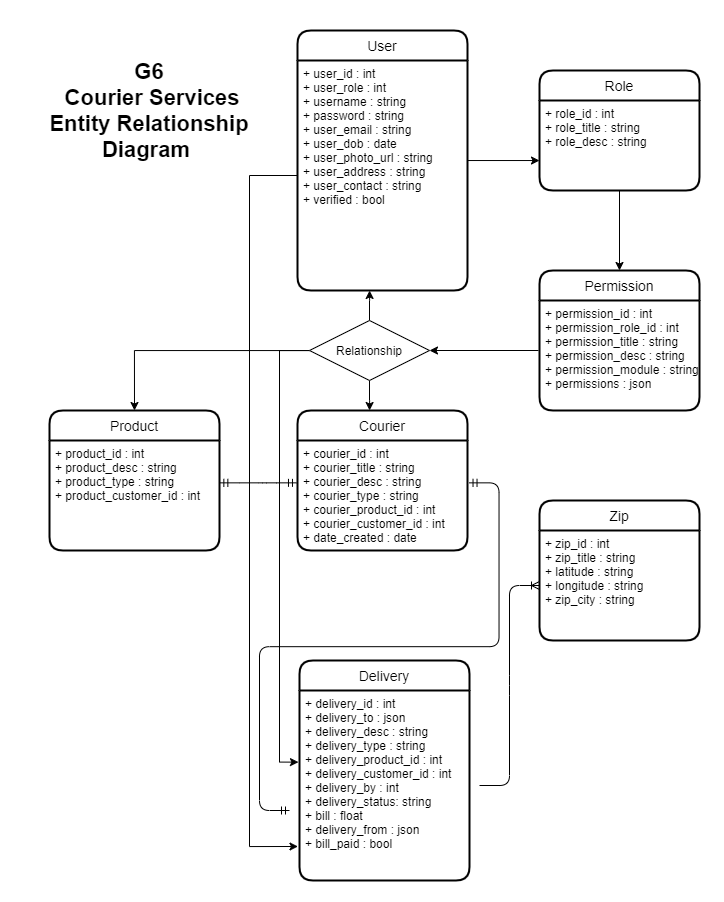 G6
Courier Services
Entity Relationship
Diagram
User
+ user_id : int
+ user_role : int
+ username : string
+ password : string
+ user_email : string
+ user_dob : date
+ user_photo_url : string
+ user_address : string
+ user_contact : string
+ verified : bool
Role
+ role_id : int
+ role_title : string
+ role_desc : string
Permission
+ permission_id : int
+ permission_role_id : int
+ permission_title : string
+ permission_desc : string
+ permission_module : string
+ permissions : json
Relationship
Product
+ product_id : int
+ product_desc : string
+ product_type : string
+ product_customer_id : int
Courier
+ courier_id : int
+ courier_title : string
+ courier_desc : string
+ courier_type : string
+ courier_product_id : int
+ courier_customer_id : int
+ date_created : date
Zip
+ zip_id : int
+ zip_title : string
+ latitude : string
+ longitude : string
+ zip_city : string
Delivery
+ delivery_id : int
+ delivery_to : json
+ delivery_desc : string
+ delivery_type : string
+ delivery_product_id : int
+ delivery_customer_id : int
+ delivery_by : int
+ delivery_status: string
+ bill : float
+ delivery_from : json
+ bill_paid : bool